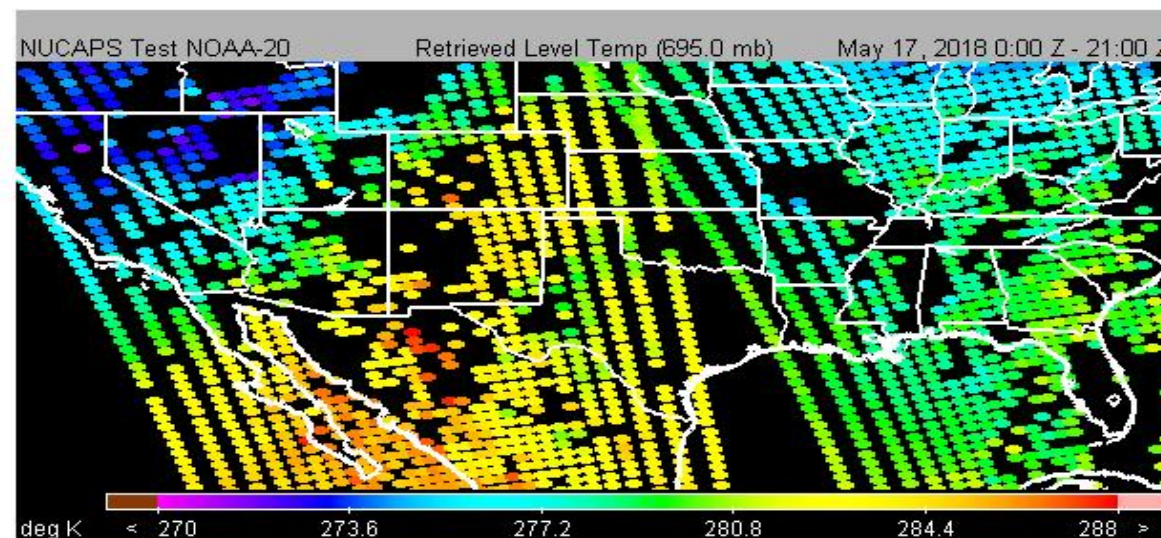 NUCAPS Test NOAA-20 Retrieved Level Temp (695.0 mb) May 17, 2018 0:00 Z - 21:00 Z
deg K < 270 273.6 277.2 280.8 284.4 288 >